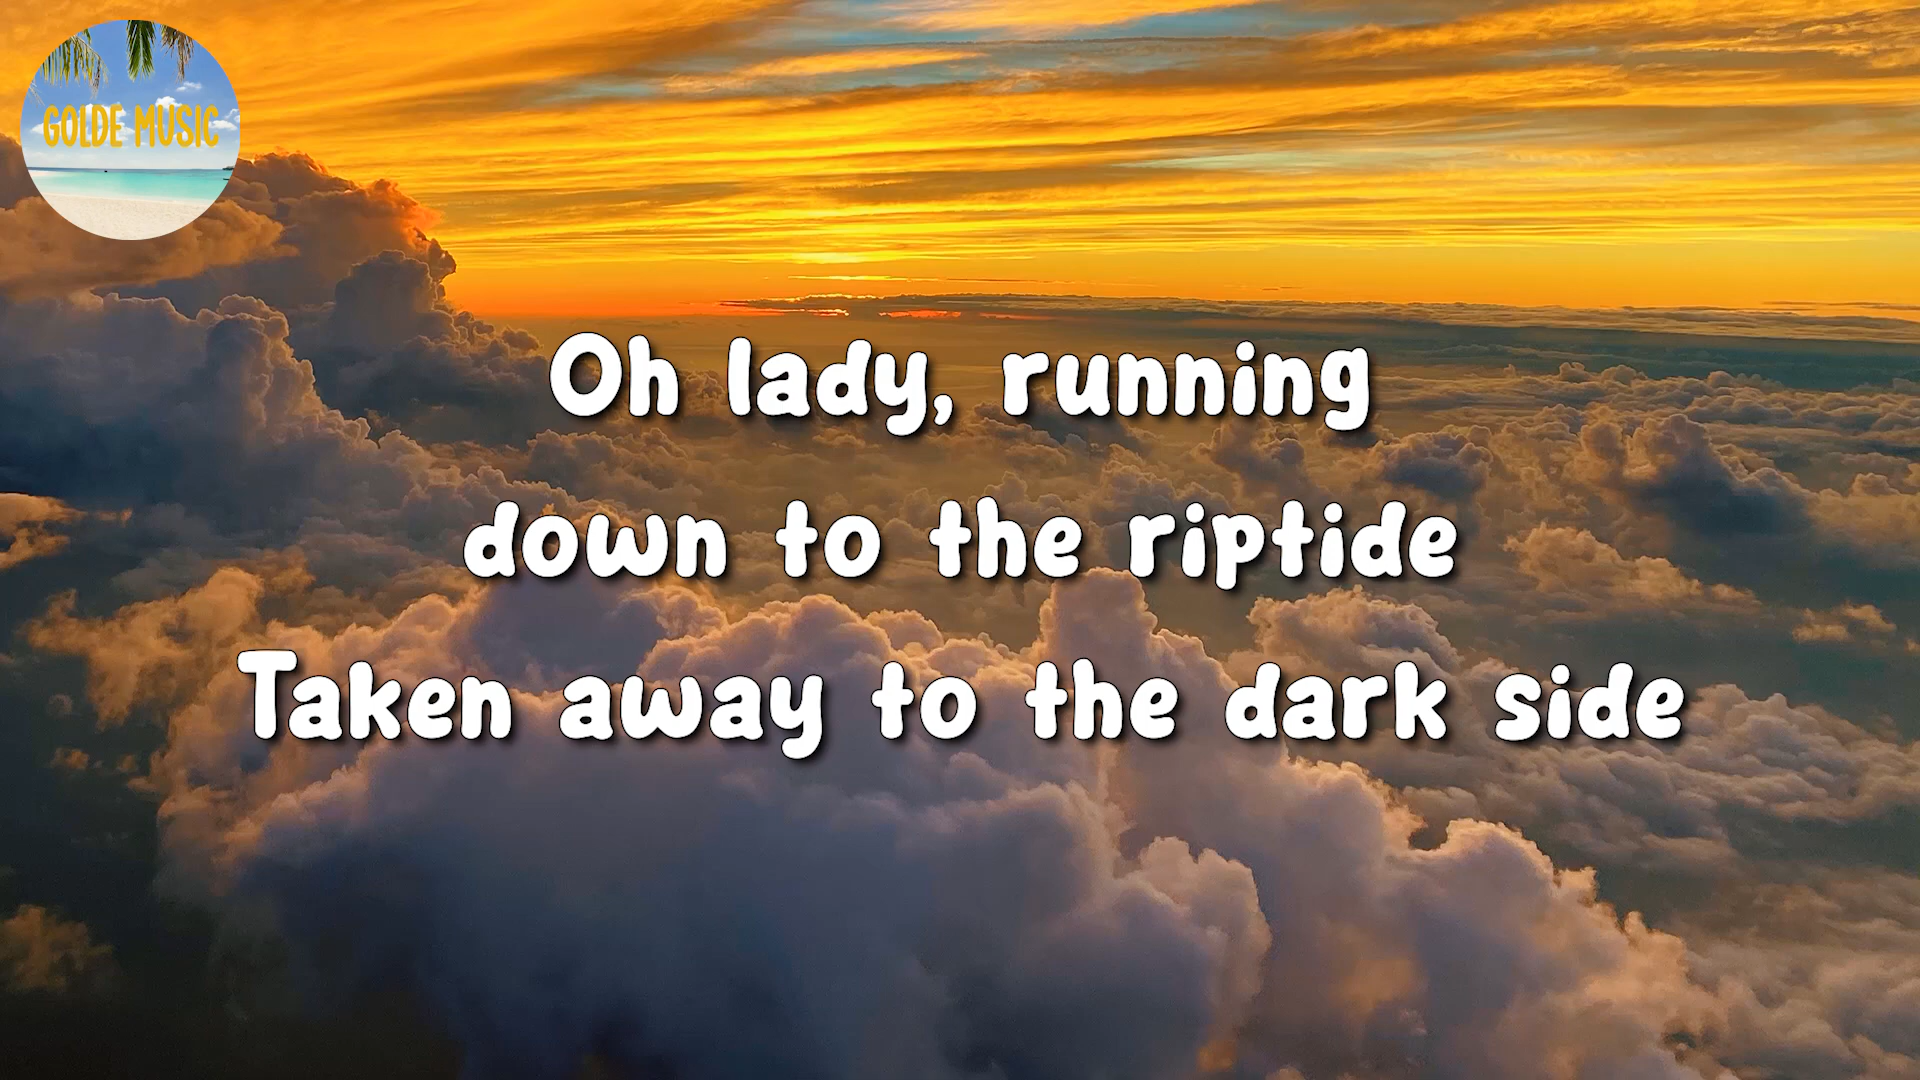 GOLDE MUSIC
Oh lady, running
down to the riptide
Taken away to the dark side